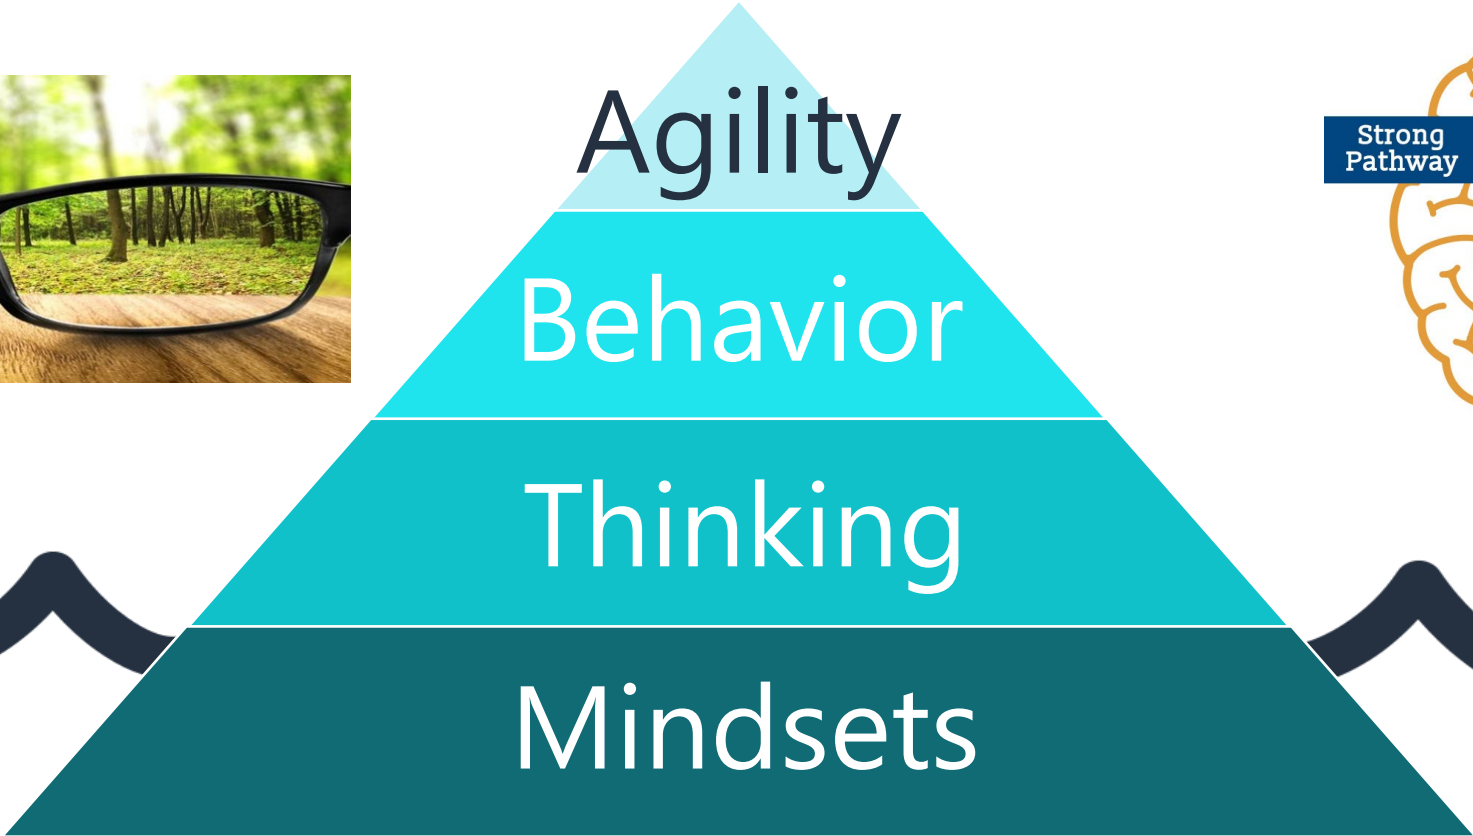 Agility
Strong
Pathway
Behavior
Thinking
Mindsets